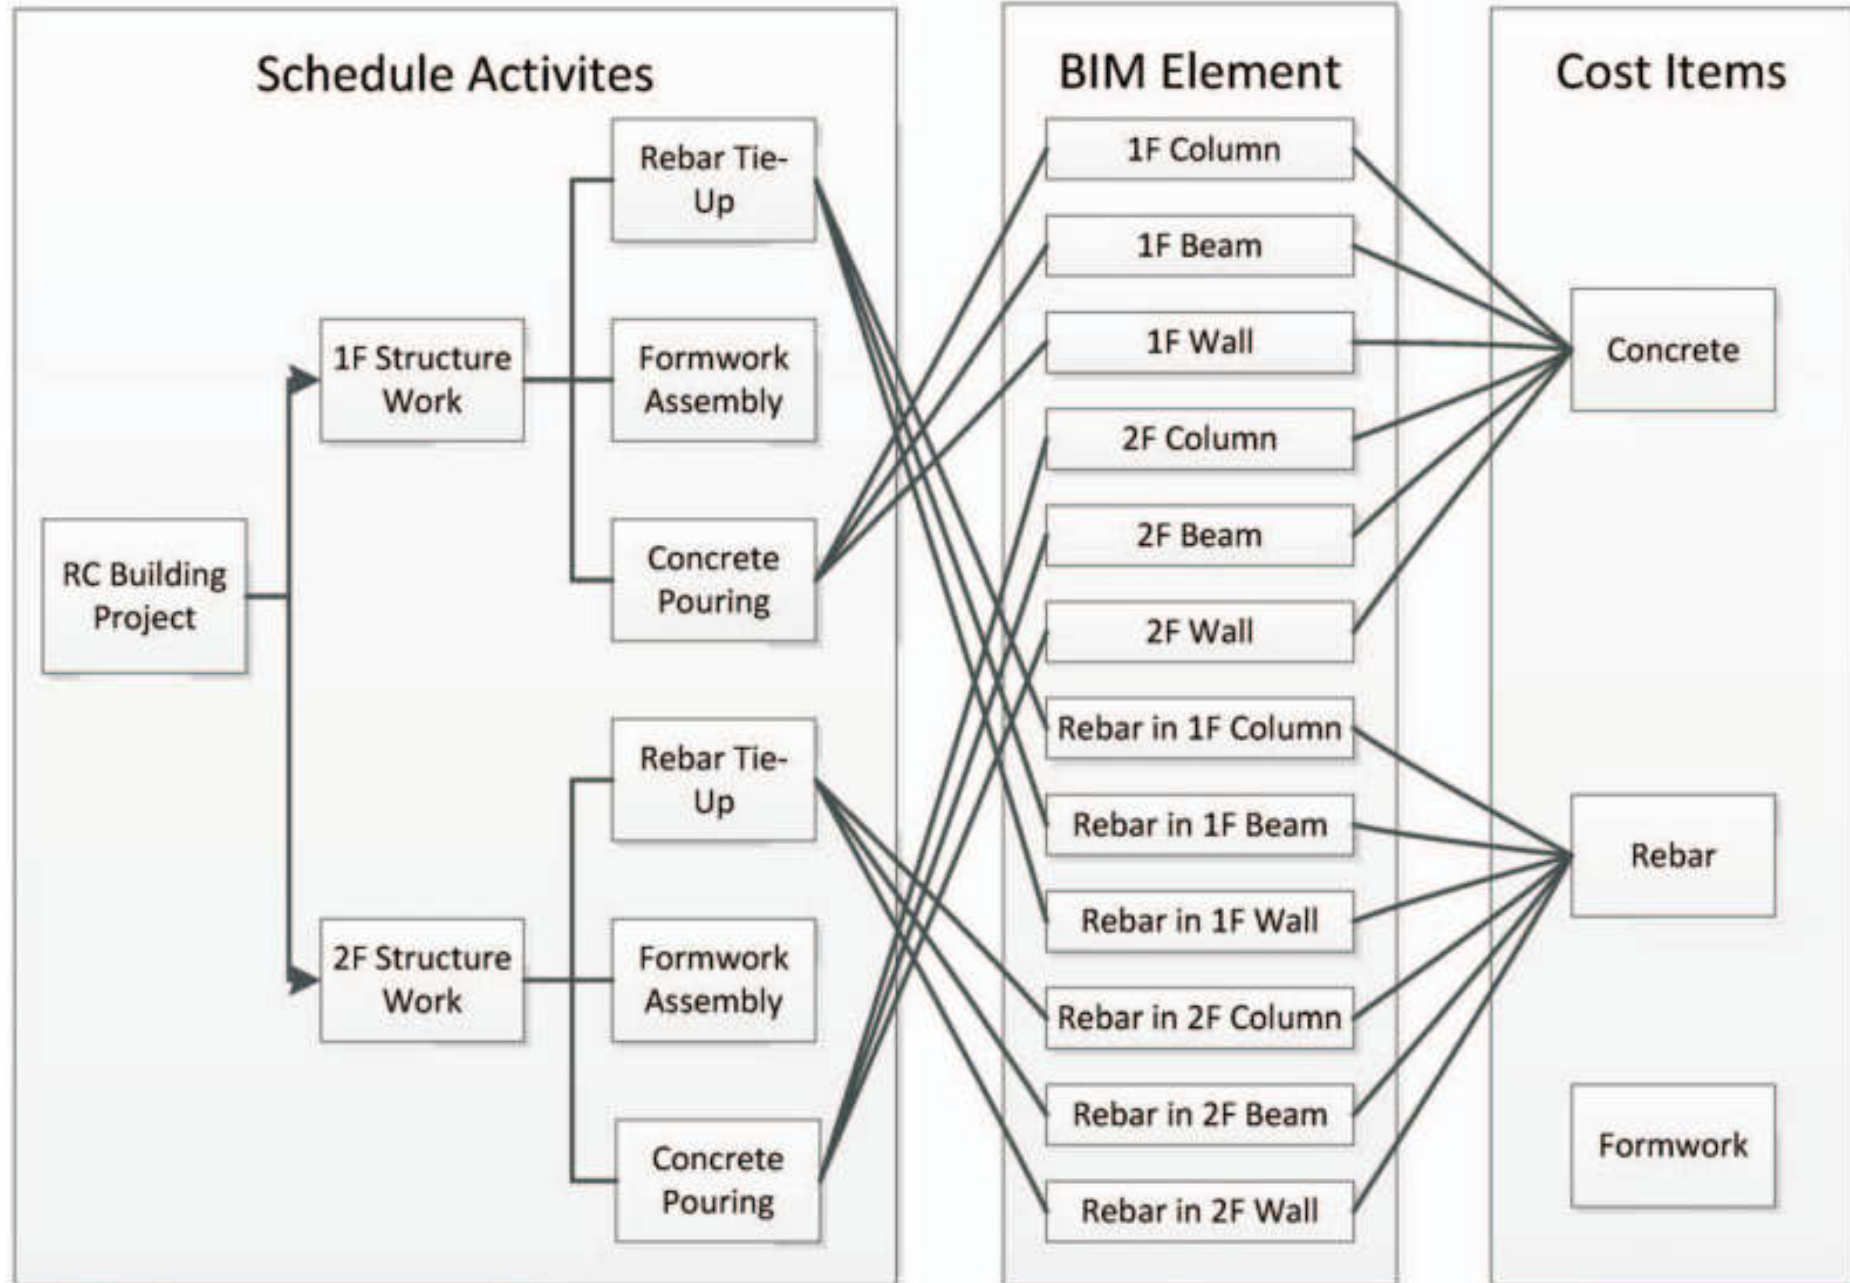 Schedule Activites
Rebar Tie-
Up
1F Structure
Work
Formwork
Assembly
Concrete
Pouring
RC Building
Project
Rebar Tie-
Up
2F Structure
Work
Formwork
Assembly
Concrete
Pouring
BIM Element
1F Column
1F Beam
1F Wall
2F Column
2F Beam
2F Wall
Rebar in 1F Column
Rebar in 1F Beam
Rebar in 1F Wall
Rebar in 2F Column
Rebar in 2F Beam
Rebar in 2F Wall
Cost Items
Concrete
Rebar
Formwork